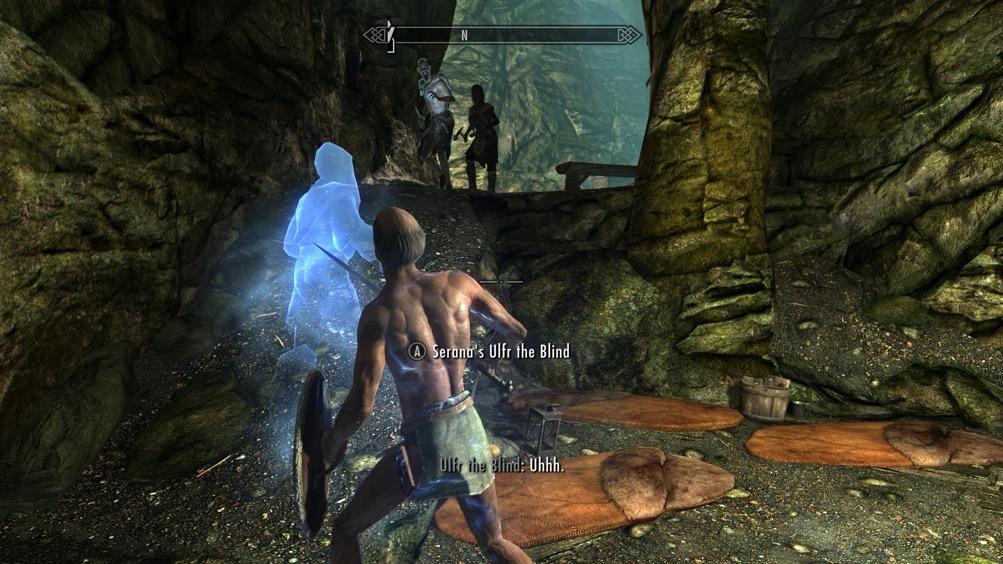 N
A Serana's Ulfr the Blind
Ulfr the Blind: Uhhh.